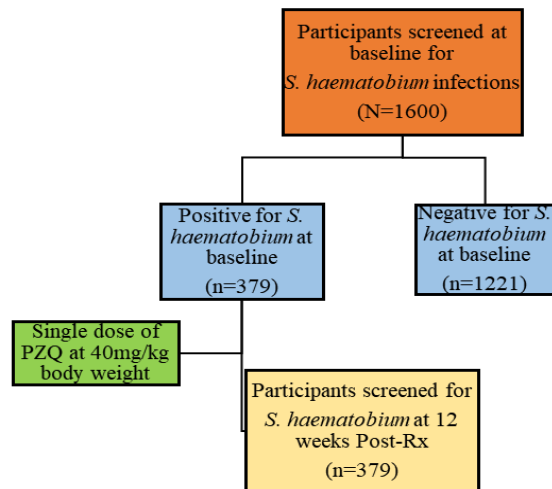 Participants screened at
baseline for
S. haematobium infections
(N=1600)
Positive for S.
haematobium at
baseline
(n=379)
Negative for S.
haematobium
at baseline
(n=1221)
Single dose of
PZQ at 40mg/kg
body weight
Participants screened for
S. haematobium at 12
weeks Post-Rx
(n=379)